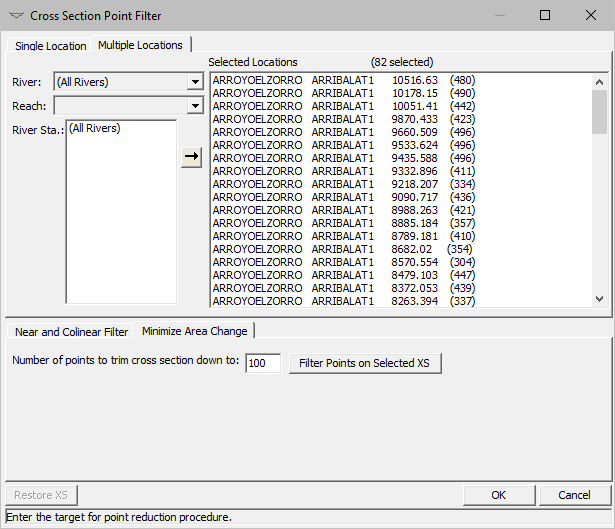 Cross Section Point Filter
Single Location Multiple Locations
Selected Locations (82 selected)
River: (All Rivers)
Reach:
River Sta.: (All Rivers)
ARROYOELZORRO ARRIBALAT1 10516.63 (480)
ARROYOELZORRO ARRIBALAT1 10178.15 (490)
ARROYOELZORRO ARRIBALAT1 10051.41 (442)
ARROYOELZORRO ARRIBALAT1 9870.433 (423)
ARROYOELZORRO ARRIBALAT1 9660.509 (496)
ARROYOELZORRO ARRIBALAT1 9533.624 (496)
ARROYOELZORRO ARRIBALAT1 9435.588 (496)
ARROYOELZORRO ARRIBALAT1 9332.896 (411)
ARROYOELZORRO ARRIBALAT1 9218.207 (334)
ARROYOELZORRO ARRIBALAT1 9090.717 (436)
ARROYOELZORRO ARRIBALAT1 8988.263 (421)
ARROYOELZORRO ARRIBALAT1 8885.184 (357)
ARROYOELZORRO ARRIBALAT1 8789.181 (410)
ARROYOELZORRO ARRIBALAT1 8682.02 (354)
ARROYOELZORRO ARRIBALAT1 8570.554 (304)
ARROYOELZORRO ARRIBALAT1 8479.103 (447)
ARROYOELZORRO ARRIBALAT1 8372.053 (439)
ARROYOELZORRO ARRIBALAT1 8263.394 (337)
Near and Colinear Filter Minimize Area Change
Number of points to trim cross section down to: 100 Filter Points on Selected XS
Restore XS OK Cancel
Enter the target for point reduction procedure.